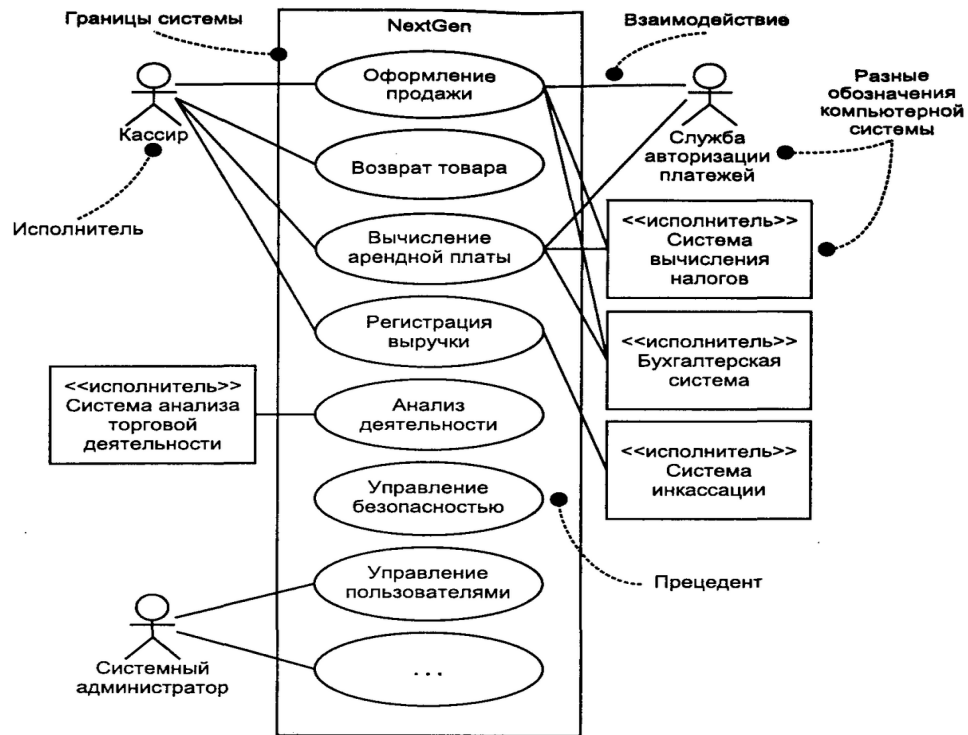 Границы системы
NextGen
Взаимодействие
Оформление
продажи
Разные
обозначения
компьютерной
системы
Кассир
Служба
авторизации
платежей
Возврат товара
Исполнитель
Вычисление
арендной платы
<<исполнитель>>
Система
вычисления
налогов
Регистрация
выручки
<<исполнитель>>
Бухгалтерская
система
<<исполнитель>>
Система анализа
торговой
деятельности
Анализ
деятельности
<<исполнитель>>
Система
инкассации
Управление
безопасностью
Прецедент
Управление
пользователями
Системный
администратор
...